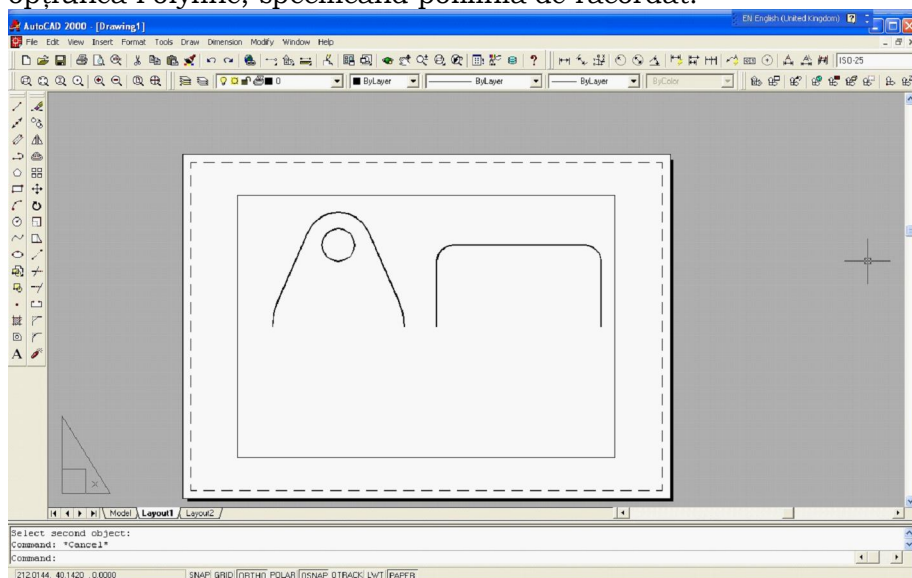 opțiunea Polyline, specificând polilinia de racordat.
AutoCAD 2000 - [Drawing1]
EN English (United Kingdom)
File Edit View Insert Format Tools Draw Dimension Modify Window Help
ISO-25
0 ByLayer ByLayer ByLayer ByColor
X
Model Layout1 Layout2
Select second object:
Command: *Cancel*
Command:
212.0144, 40.1420, 0.0000 SNAP GRID ORTHO POLAR OSNAP OTRACK LWT PAPER